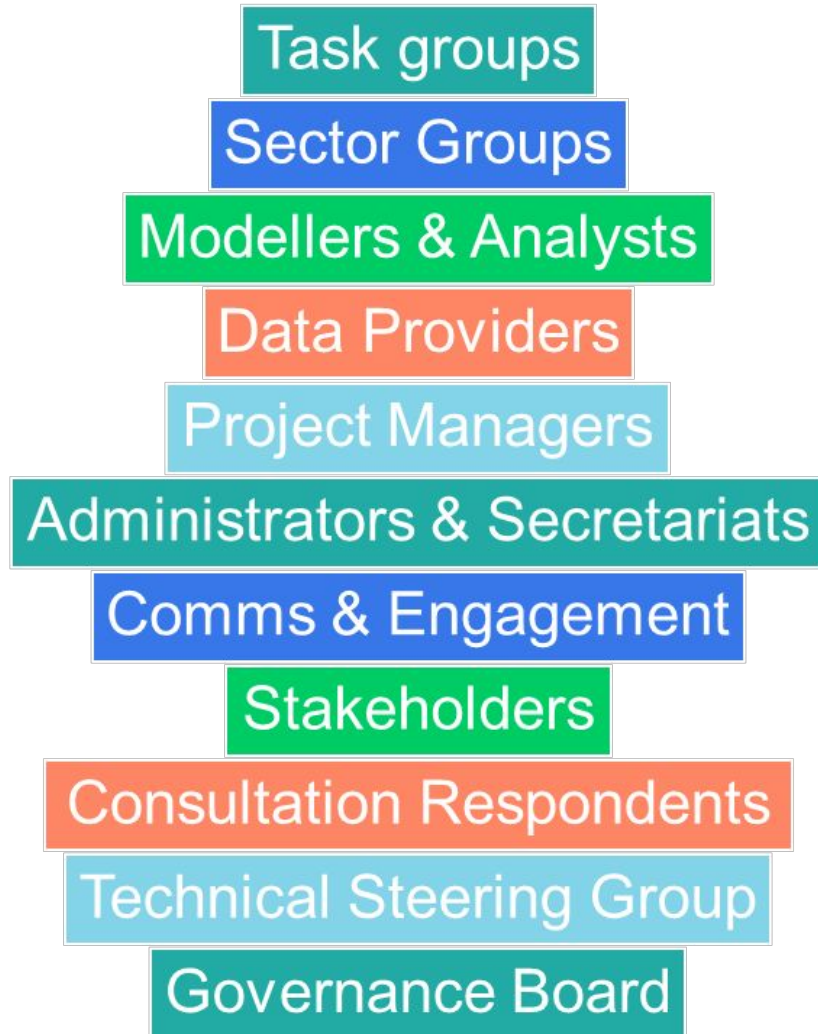 Task groups
Sector Groups
Modellers & Analysts
Data Providers
Project Managers
Administrators & Secretariats
Comms & Engagement
Stakeholders
Consultation Respondents
Technical Steering Group
Governance Board